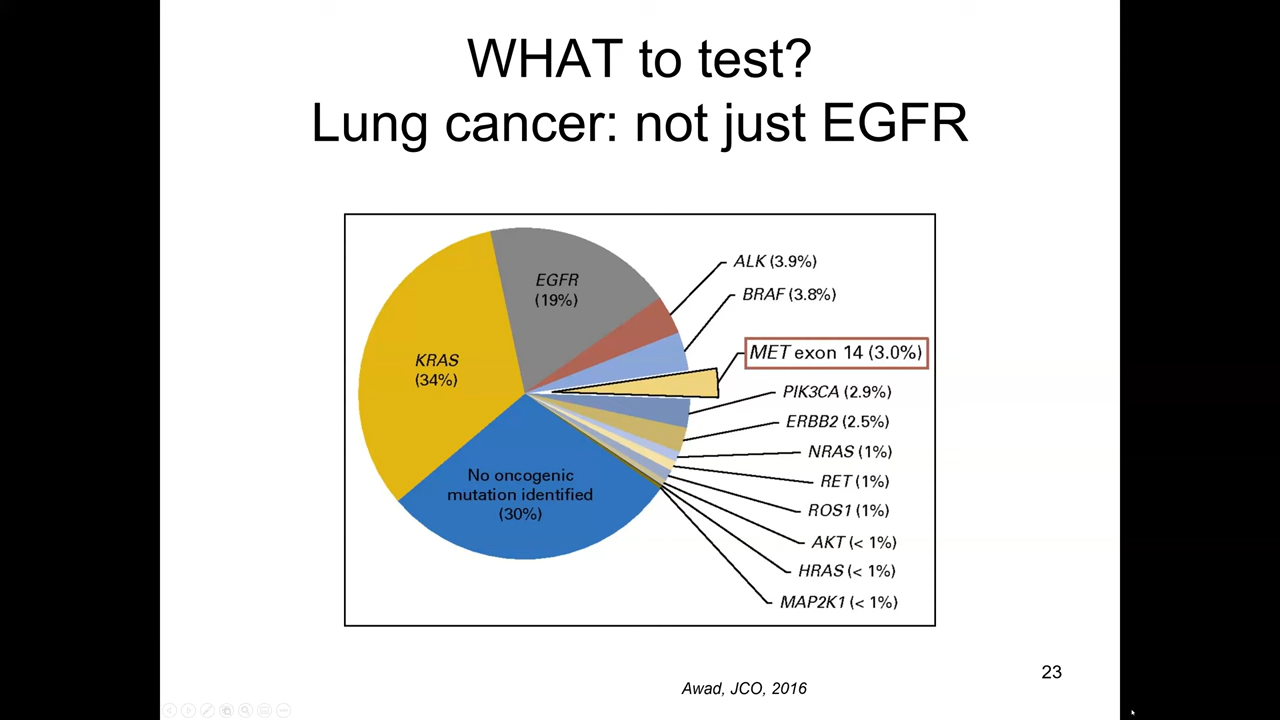 WHAT to test?
Lung cancer: not just EGFR
EGFR
(19%)
ALK (3.9%)
BRAF (3.8%)
MET exon 14 (3.0%)
KRAS
(34%)
PIK3CA (2.9%)
ERBB2 (2.5%)
NRAS (1%)
RET (1%)
ROS1 (1%)
AKT (< 1%)
HRAS (< 1%)
MAP2K1 (< 1%)
No oncogenic
mutation identified
(30%)
23
Awad, JCO, 2016